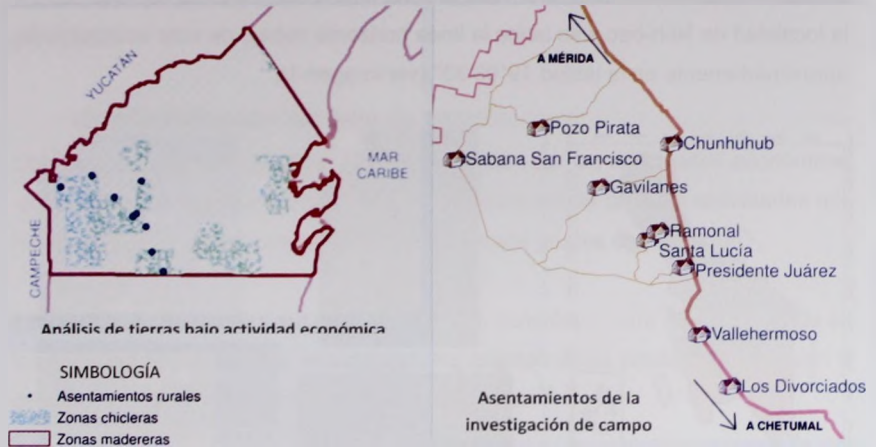 YUCATÁN
MAR
CARIBE
CAMPECHE
Análisis de tierras bajo actividad económica
SIMBOLOGÍA
Asentamientos rurales
Zonas chicleras
Zonas madereras
A MÉRIDA
Pozo Pirata
Chunhuhub
Sabana San Francisco
Gavilanes
Ramonal
Santa Lucía
Presidente Juárez
Vallehermoso
Los Divorciados
Asentamientos de la
investigación de campo
A CHETUMAL